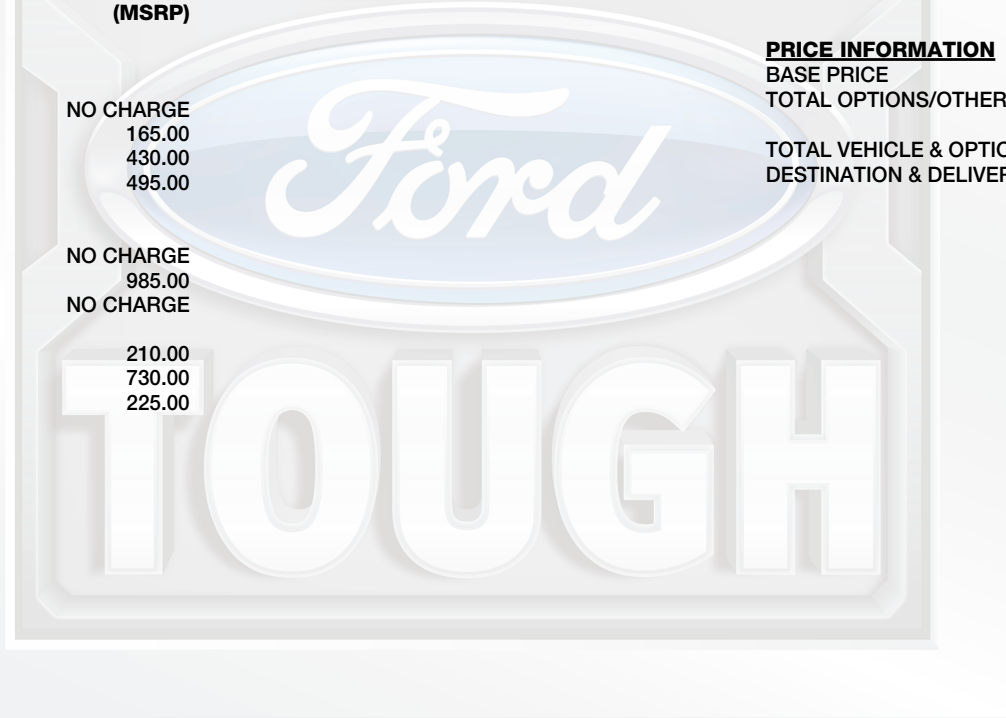 (MSRP)
NO CHARGE
165.00
430.00
495.00
NO CHARGE
985.00
NO CHARGE
210.00
730.00
225.00
PRICE INFORMATION
BASE PRICE
TOTAL OPTIONS/OTHER
TOTAL VEHICLE & OPTIO
DESTINATION & DELIVER
Ford
TOUGH